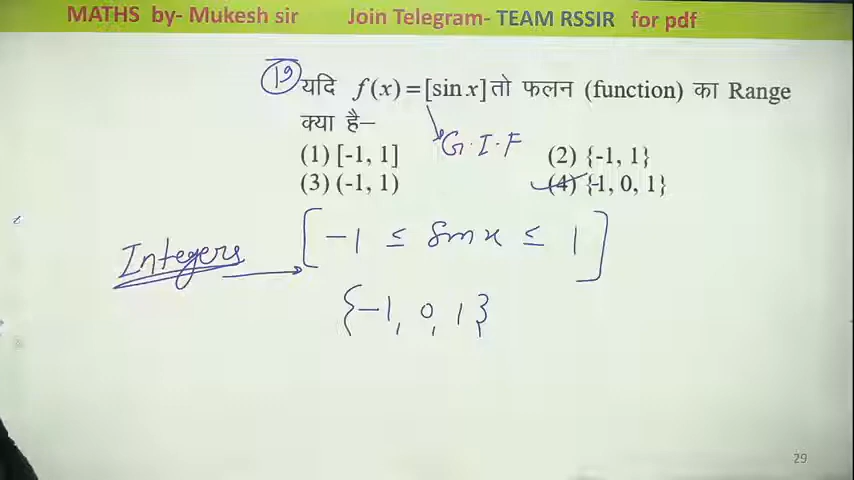 MATHS by- Mukesh sir Join Telegram- TEAM RSSIR for pdf
19 यदि f(x)=[sin x] तो फलन (function) का Range
क्या है–
G.I.F
(1) [-1, 1] (2) {-1, 1}
(3) (-1, 1) (4) {-1, 0, 1}
Integers [-1 ≤ sin x ≤ 1]
{-1, 0, 1}
29